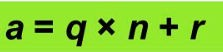 a = q × n + r